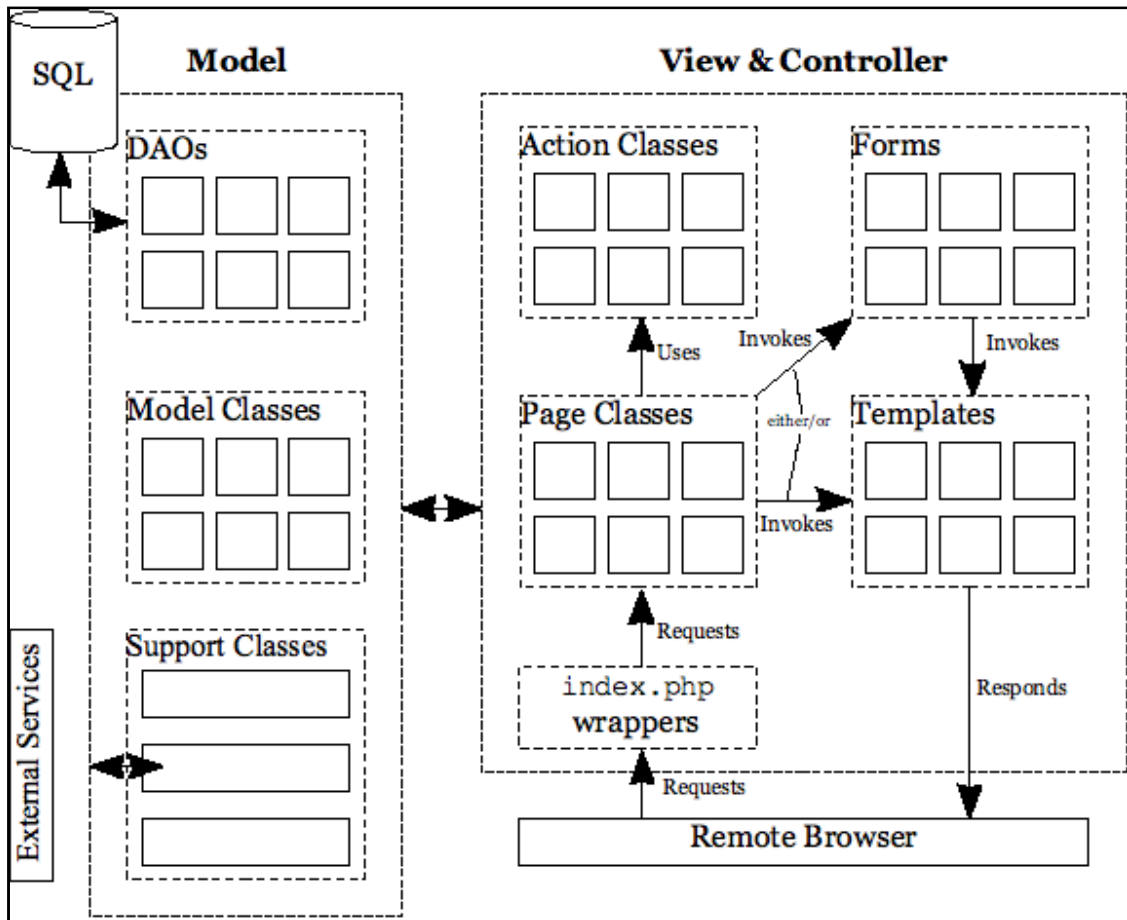 SQL
Model
View & Controller
DAOs
Action Classes
Forms
Uses
Invokes
Invokes
Model Classes
Page Classes
either/or
Templates
Invokes
Requests
Support Classes
index.php
wrappers
Responds
External Services
Requests
Remote Browser